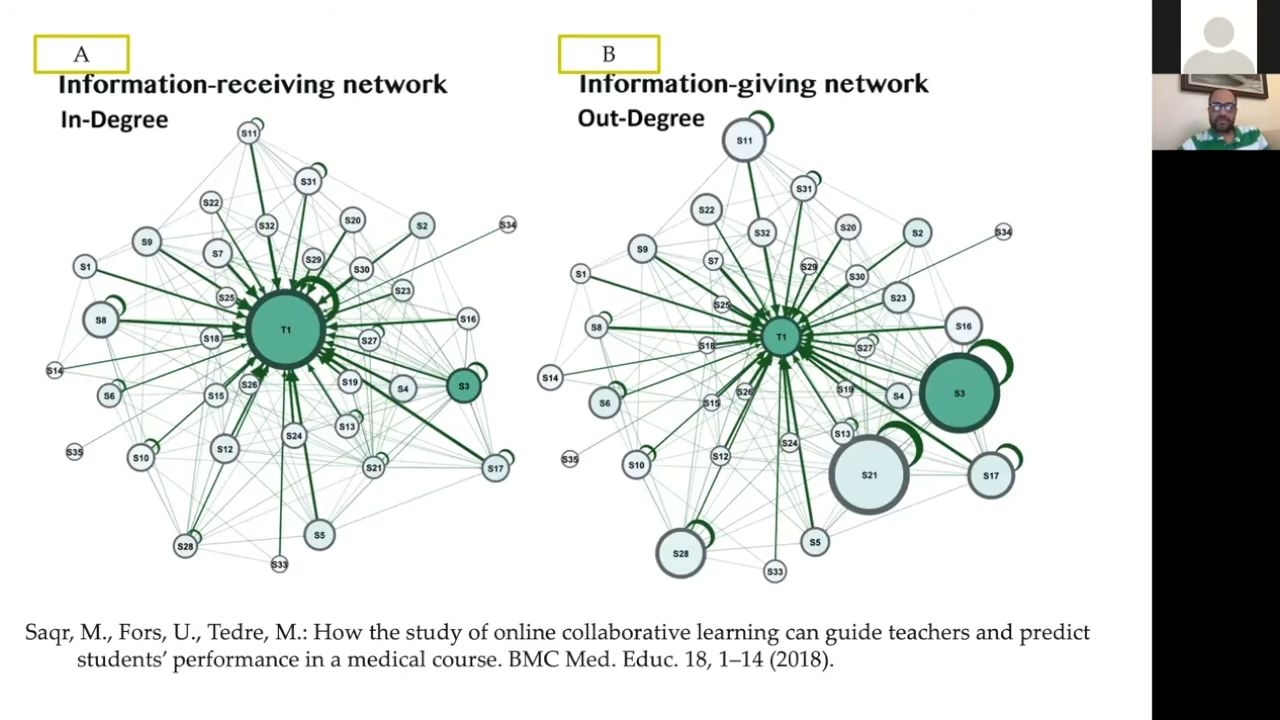 A
Information-receiving network
In-Degree
S11
S31
S22
S32
S20
S2
S34
S9
S7
S29
S30
S1
S25
S23
S8
T1
S16
S18
S27
S14
S6
S15
S26
S19
S4
S3
S35
S10
S12
S24
S13
S21
S17
S28
S33
S5
B
Information-giving network
Out-Degree
S11
S31
S22
S32
S20
S2
S34
S9
S7
S29
S30
S1
S25
S23
S8
T1
S16
S18
S27
S14
S6
S15
S26
S19
S4
S3
S35
S10
S12
S24
S13
S21
S17
S28
S33
S5
Saqr, M., Fors, U., Tedre, M.: How the study of online collaborative learning can guide teachers and predict
students’ performance in a medical course. BMC Med. Educ. 18, 1–14 (2018).